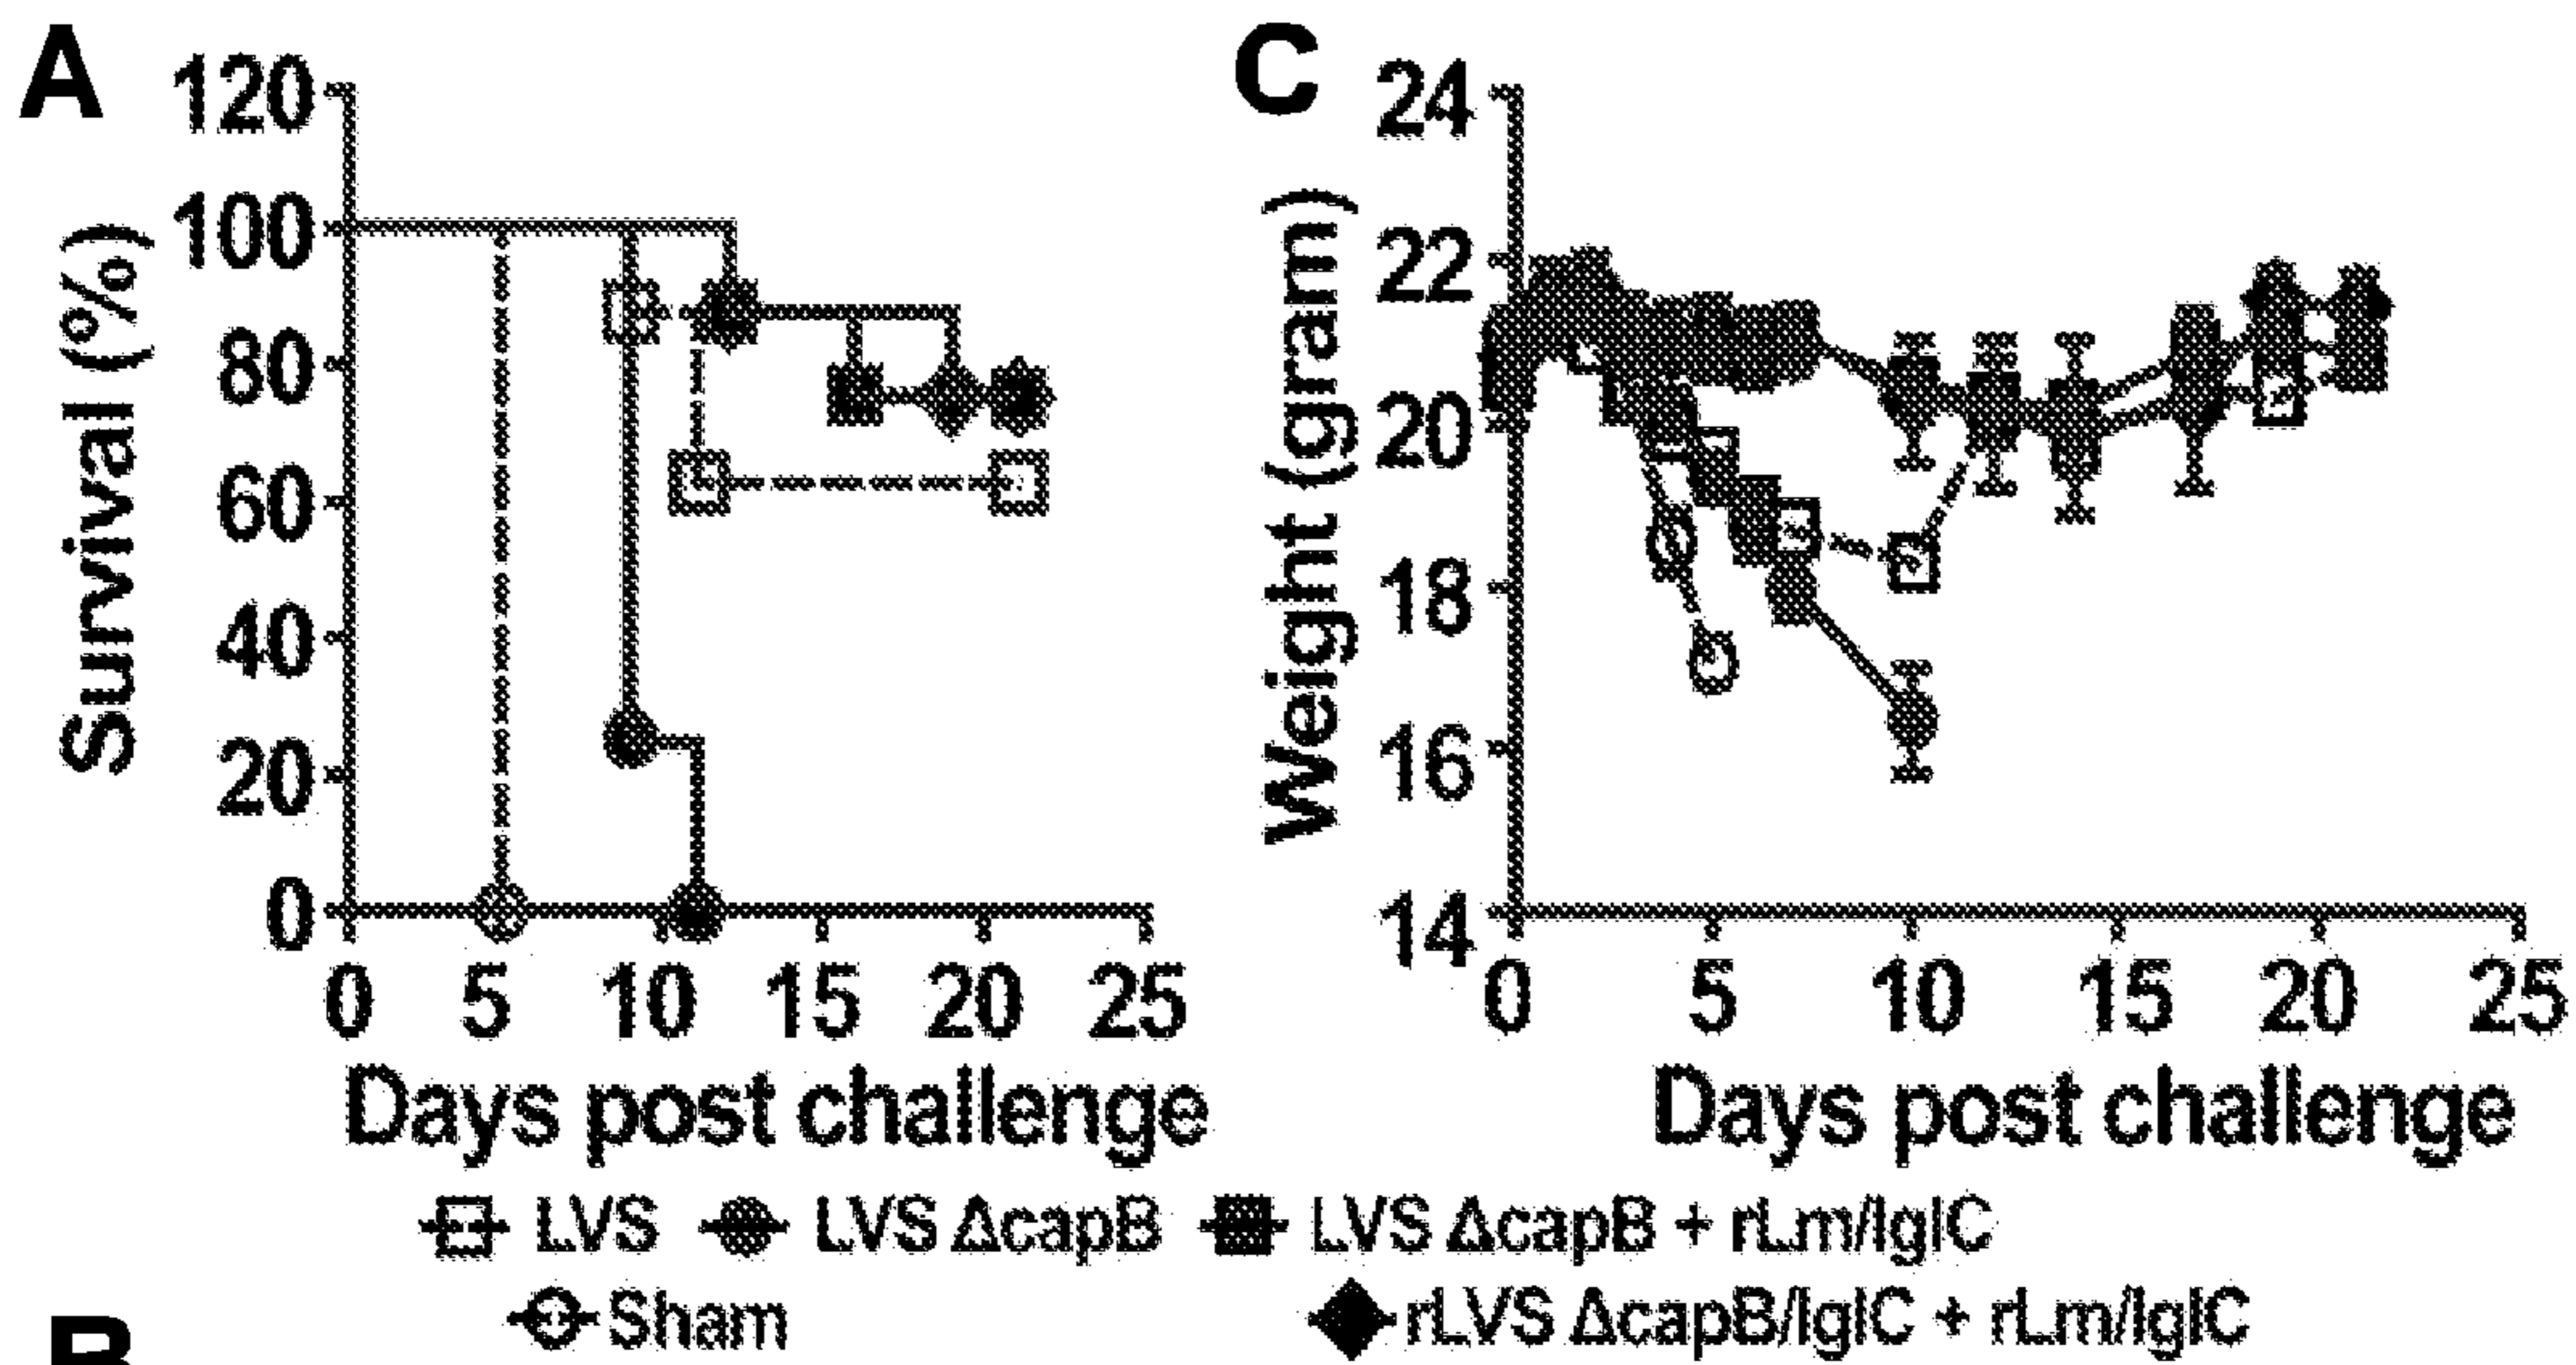 A
120
100
80
60
40
20
0
Survival (%)
0 5 10 15 20 25
Days post challenge
C
24
22
20
18
16
14
Weight (gram)
0 5 10 15 20 25
Days post challenge
LVS LVS ΔcapB LVS ΔcapB + rLm/IglC
Sham rLVS ΔcapB/IglC + rLm/IglC
B